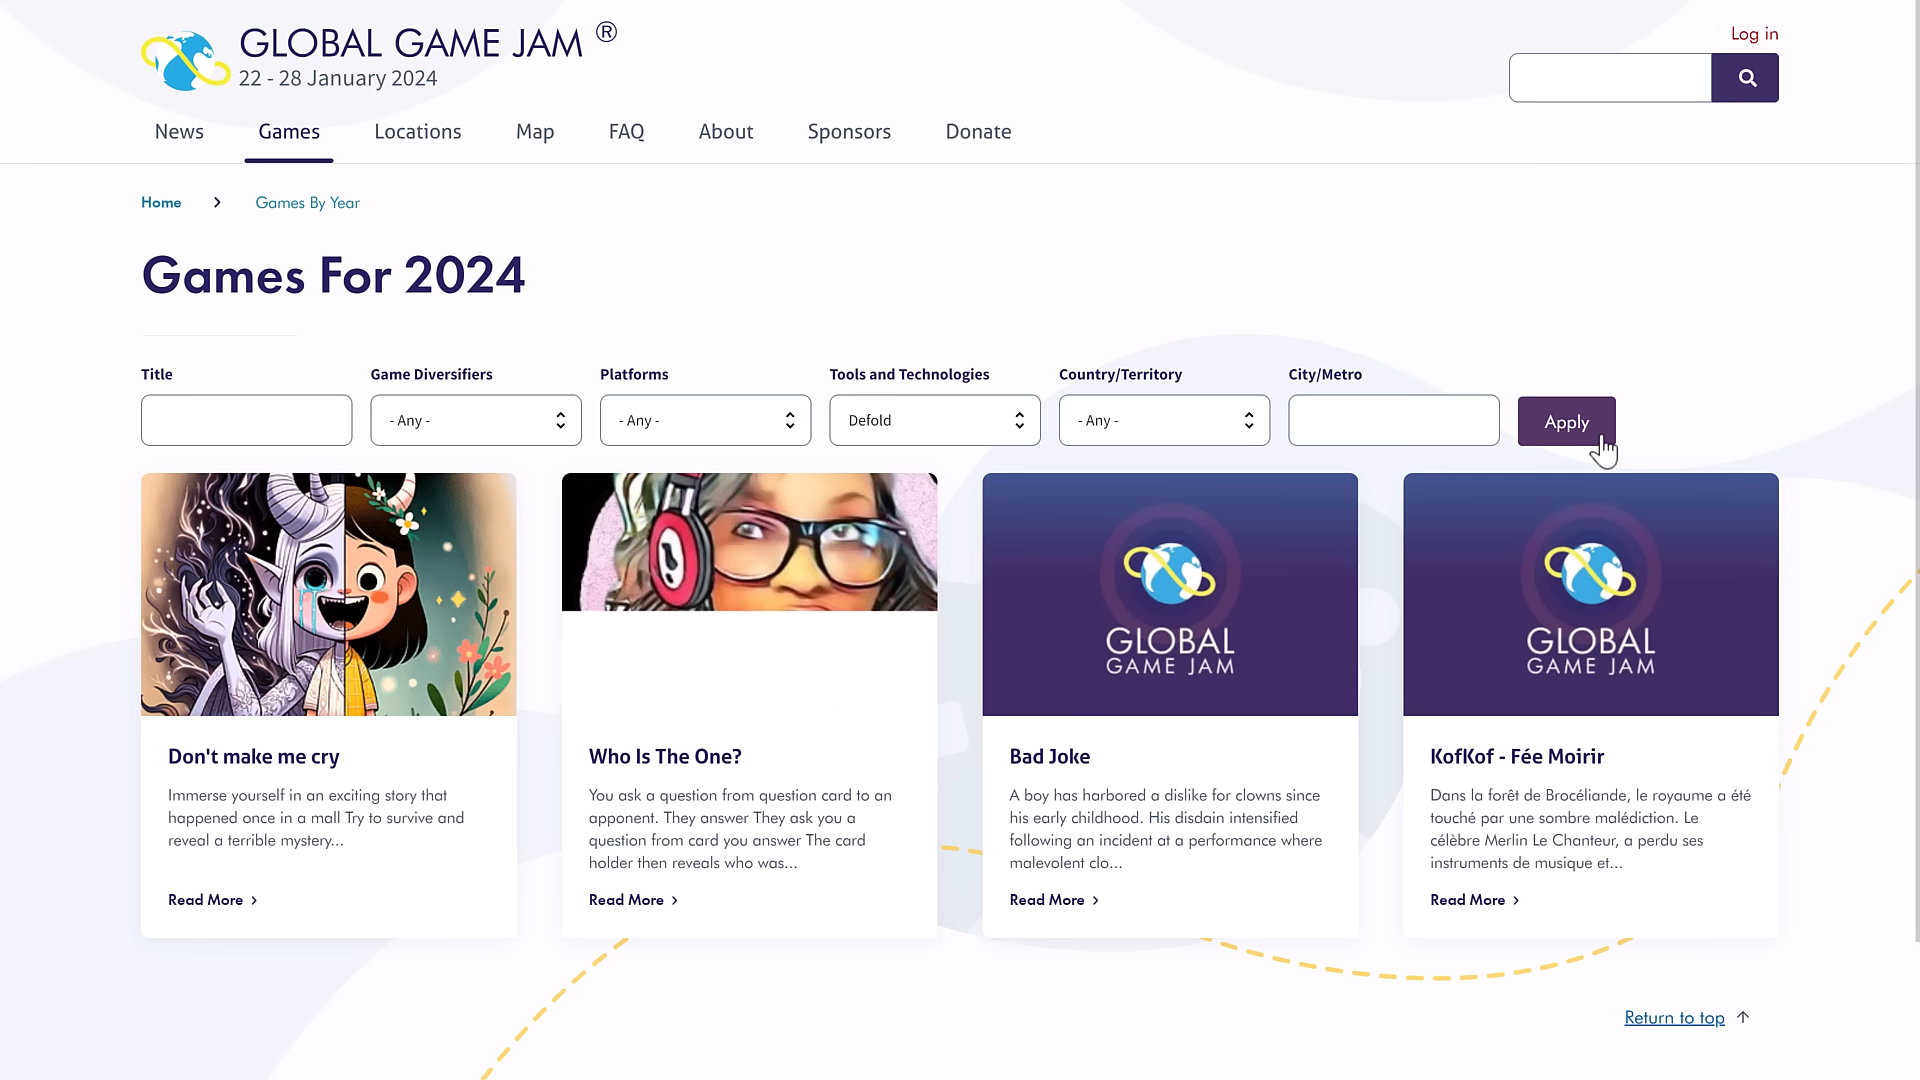 GLOBAL GAME JAM ®
22 - 28 January 2024
Log in
News Games Locations Map FAQ About Sponsors Donate
Home Games By Year
Games For 2024
Title Game Diversifiers Platforms Tools and Technologies Country/Territory City/Metro
- Any - - Any - Defold - Any - Apply
GLOBAL
GAME JAM
GLOBAL
GAME JAM
Don't make me cry
Immerse yourself in an exciting story that
happened once in a mall Try to survive and
reveal a terrible mystery...
Read More
Who Is The One?
You ask a question from question card to an
apponent. They answer They ask you a
question from card you answer The card
holder then reveals who was...
Read More
Bad Joke
A boy has harbored a dislike for clowns since
his early childhood. His disdain intensified
following an incident at a performance where
malevolent clo...
Read More
KofKof - Fée Moirir
Dans la forêt de Brocéliande, le royaume a été
touché par une sombre malédiction. Le
célèbre Merlin Le Chanteur, a perdu ses
instruments de musique et...
Read More
Return to top